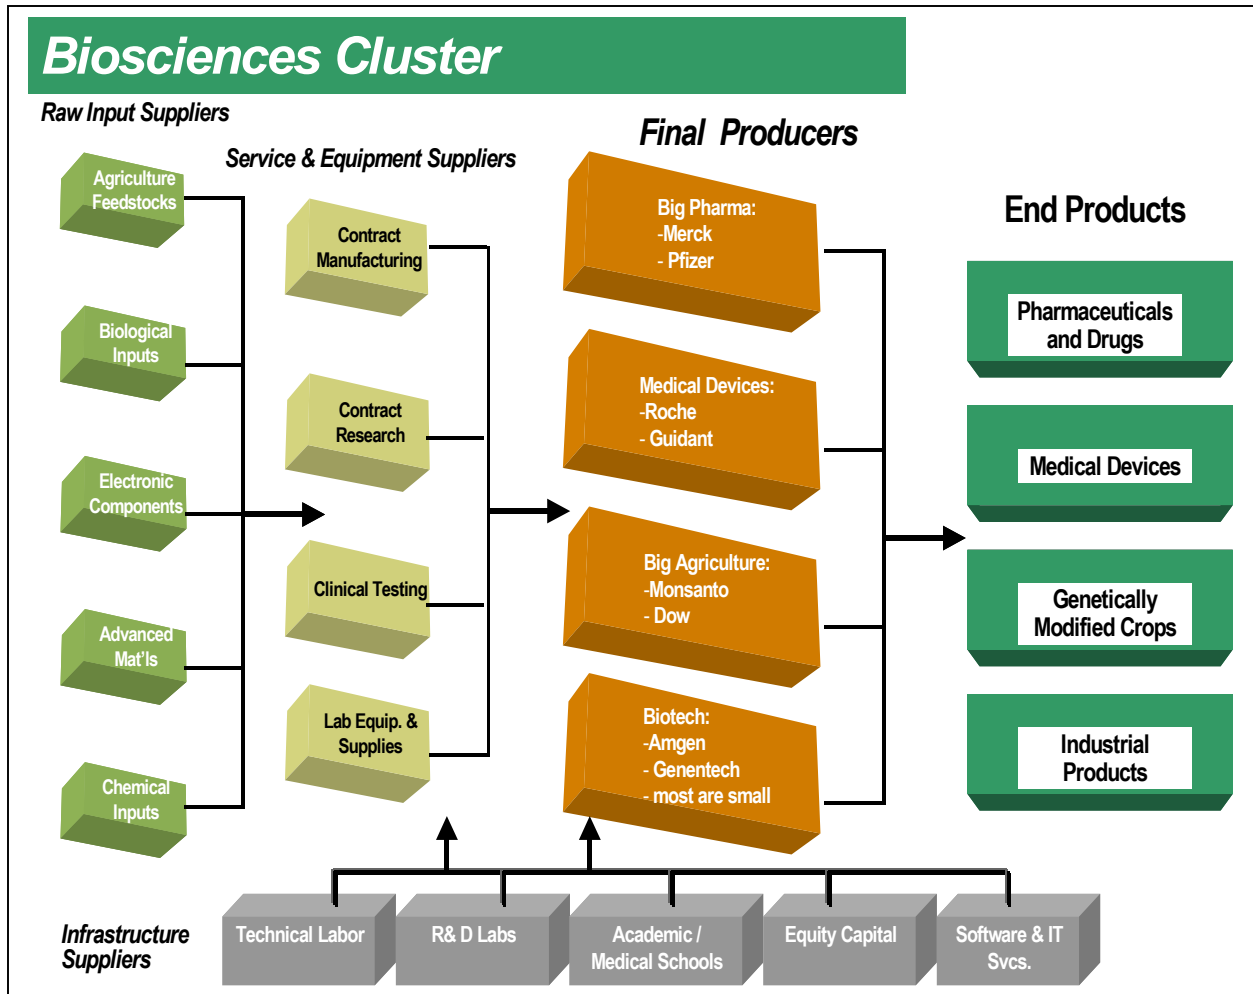 Biosciences Cluster
Raw Input Suppliers
Agriculture
Feedstocks
Biological
Inputs
Electronic
Components
Advanced
Mat'ls
Chemical
Inputs
Service & Equipment Suppliers
Contract
Manufacturing
Contract
Research
Clinical Testing
Lab Equip. &
Supplies
Final Producers
Big Pharma:
-Merck
- Pfizer
Medical Devices:
-Roche
- Guidant
Big Agriculture:
-Monsanto
- Dow
Biotech:
-Amgen
- Genentech
- most are small
End Products
Pharmaceuticals
and Drugs
Medical Devices
Genetically
Modified Crops
Industrial
Products
Infrastructure
Suppliers
Technical Labor
R& D Labs
Academic /
Medical Schools
Equity Capital
Software & IT
Svcs.